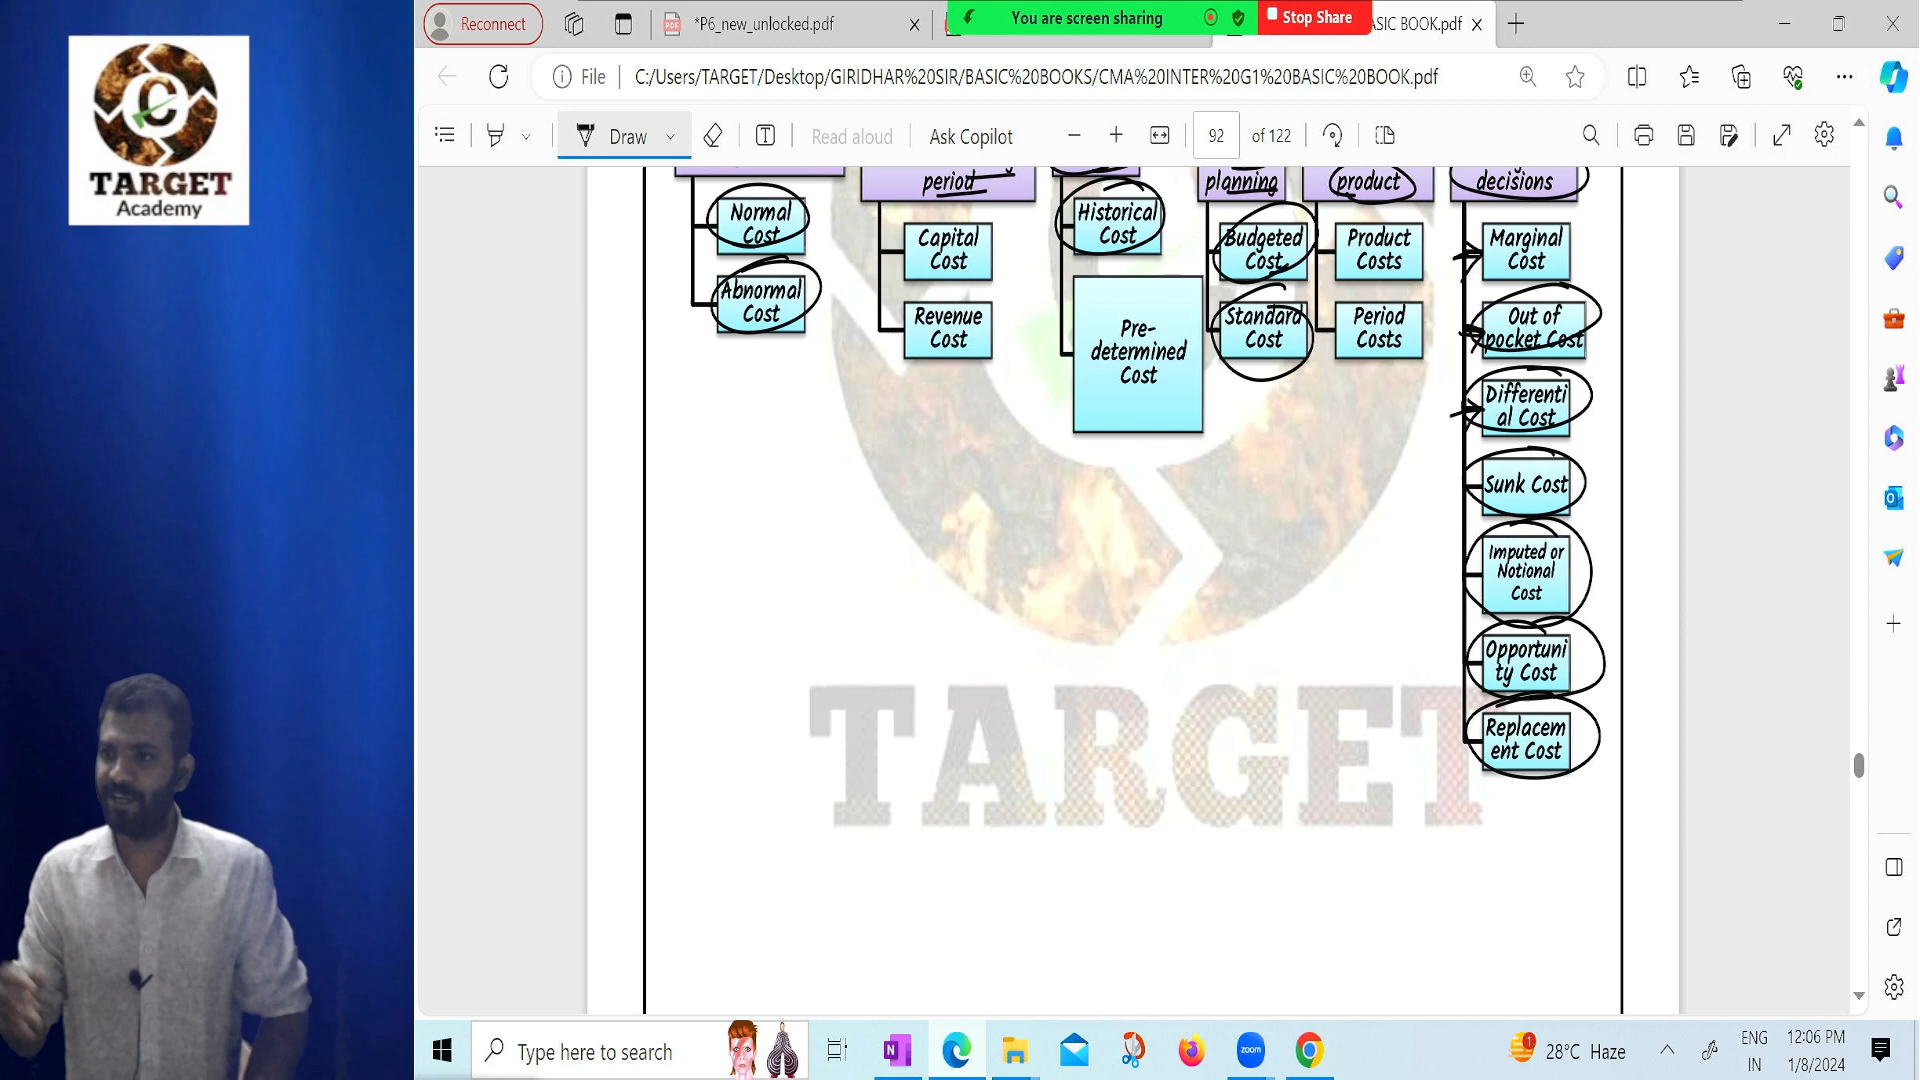 C
TARGET
Academy
Reconnect
*P6_new_unlocked.pdf
You are screen sharing
Stop Share
ASIC BOOK.pdf
File
C:/Users/TARGET/Desktop/GIRIDHAR%20SIR/BASIC%20BOOKS/CMA%20INTER%20G1%20BASIC%20BOOK.pdf
Draw
Read aloud
Ask Copilot
92
of 122
period
planning
product
decisions
Normal
Cost
Abnormal
Cost
Capital
Cost
Revenue
Cost
Historical
Cost
Pre-
determined
Cost
Budgeted
Cost
Standard
Cost
Product
Costs
Period
Costs
Marginal
Cost
Out of
pocket Cost
Differenti
al Cost
Sunk Cost
Imputed or
Notional
Cost
Opportuni
ty Cost
Replacem
ent Cost
TARGET
Type here to search
zoom
1
28°C Haze
ENG
IN
12:06 PM
1/8/2024